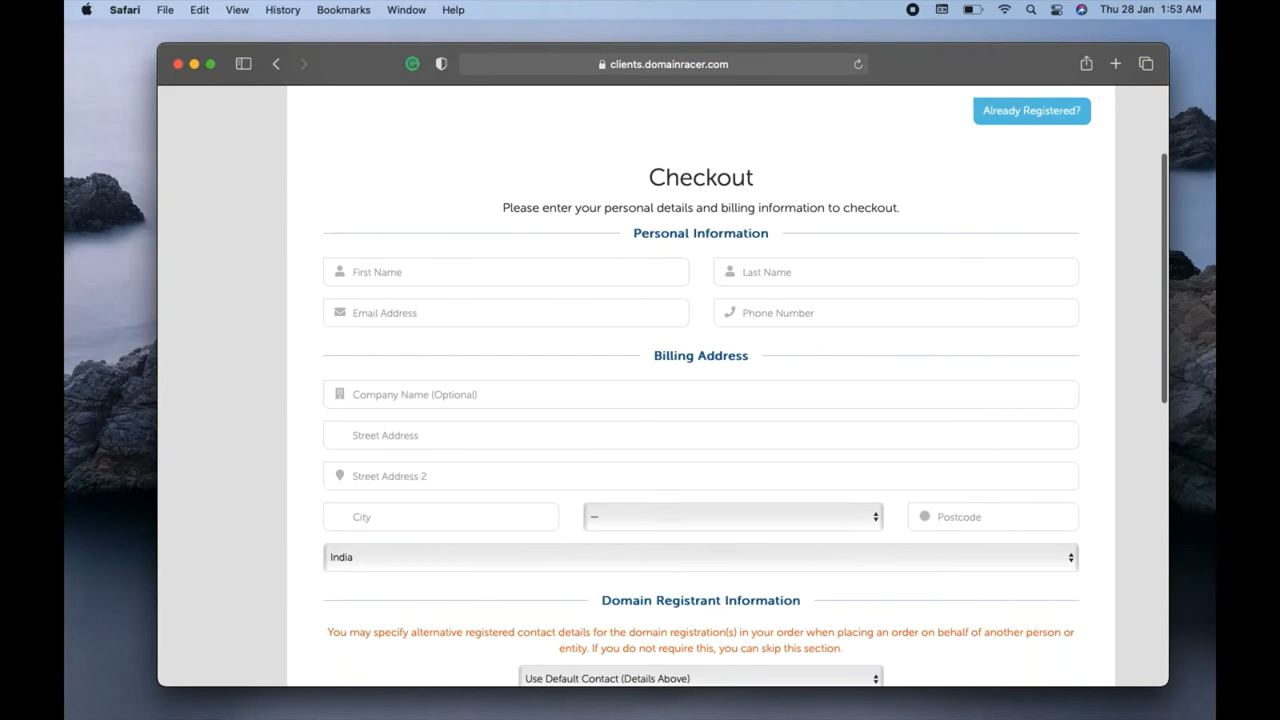 Safari File Edit View History Bookmarks Window Help Thu 28 Jan 1:53 AM
clients.domainracer.com
Already Registered?
Checkout
Please enter your personal details and billing information to checkout.
Personal Information
First Name Last Name
Email Address Phone Number
Billing Address
Company Name (Optional)
Street Address
Street Address 2
City – Postcode
India
Domain Registrant Information
You may specify alternative registered contact details for the domain registration(s) in your order when placing an order on behalf of another person or
entity. If you do not require this, you can skip this section.
Use Default Contact (Details Above)